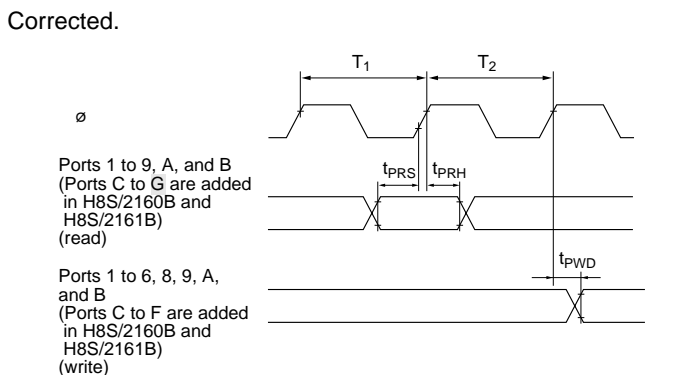 Corrected.
T1 T2
ø
Ports 1 to 9, A, and B
(Ports C to G are added
in H8S/2160B and
H8S/2161B)
(read)
tPRS tPRH
Ports 1 to 6, 8, 9, A,
and B
(Ports C to F are added
in H8S/2160B and
H8S/2161B)
(write)
tPWD